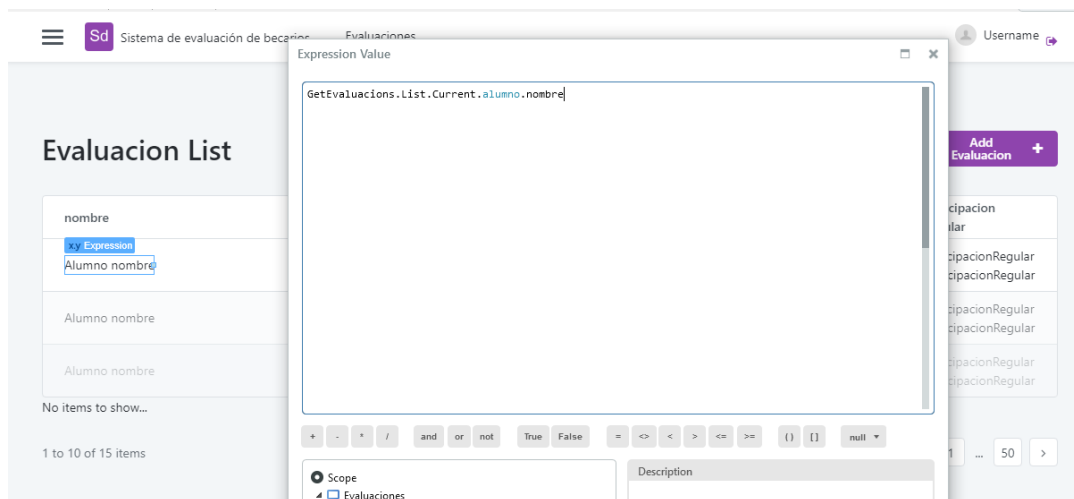 Sd Sistema de evaluación de becarios Evaluaciones Username
Expression Value
GetEvaluacions.List.Current.alumno.nombre
Evaluacion List
Add
Evaluacion +
nombre
x.y Expression
Alumno nombre
Alumno nombre
Alumno nombre
cipacion
ilar
cipacionRegular
cipacionRegular
cipacionRegular
cipacionRegular
cipacionRegular
cipacionRegular
No items to show...
1 to 10 of 15 items
+ - * / and or not True False = <> < > <= >= ( ) [ ] null
1 ... 50 >
Scope
Evaluaciones
Description